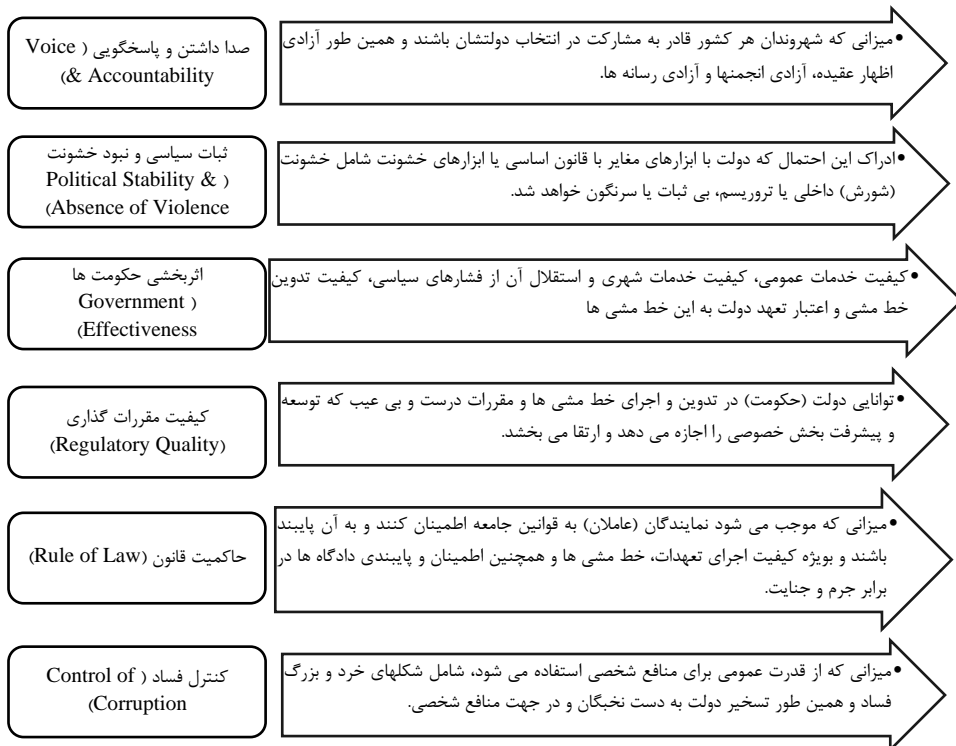 صدا داشتن و پاسخگویی ( Voice
& Accountability)
•میزانی که شهروندان هر کشور قادر به مشارکت در انتخاب دولتشان باشند و همین طور آزادی
اظهار عقیده، آزادی انجمنها و آزادی رسانه ها.
ثبات سیاسی و نبود خشونت
( Political Stability &
Absence of Violence)
•ادراک این احتمال که دولت با ابزارهای مغایر با قانون اساسی یا ابزارهای خشونت شامل خشونت
(شورش) داخلی یا تروریسم، بی ثبات یا سرنگون خواهد شد.
اثربخشی حکومت ها
( Government
Effectiveness)
•کیفیت خدمات عمومی، کیفیت خدمات شهری و استقلال آن از فشارهای سیاسی، کیفیت تدوین
خط مشی و اعتبار تعهد دولت به این خط مشی ها
کیفیت مقررات گذاری
(Regulatory Quality)
•توانایی دولت (حکومت) در تدوین و اجرای خط مشی ها و مقررات درست و بی عیب که توسعه
و پیشرفت بخش خصوصی را اجازه می دهد و ارتقا می بخشد.
حاکمیت قانون (Rule of Law)
•میزانی که موجب می شود نمایندگان (عاملان) به قوانین جامعه اطمینان کنند و به آن پایبند
باشند و بویژه کیفیت اجرای تعهدات، خط مشی ها و همچنین اطمینان و پایبندی دادگاه ها در
برابر جرم و جنایت.
کنترل فساد ( Control of
Corruption)
•میزانی که از قدرت عمومی برای منافع شخصی استفاده می شود، شامل شکلهای خرد و بزرگ
فساد و همین طور تسخیر دولت به دست نخبگان و در جهت منافع شخصی.